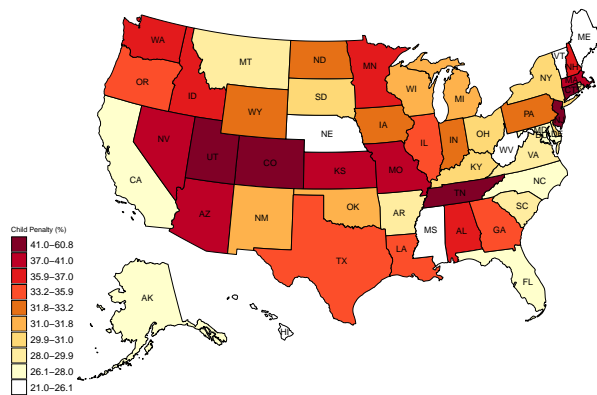 ME
WA
VT
ND
MT
MN
NH
OR
ID
SD
WI
NY
MI
WY
IA
PA
NE
IL
IN
OH
NV
UT
CO
WV
VA
KS
MO
KY
CA
NC
TN
OK
AZ
NM
AR
SC
MS
AL
GA
LA
TX
FL
AK
HI
Child Penalty (%)
41.0–60.8
37.0–41.0
35.9–37.0
33.2–35.9
31.8–33.2
31.0–31.8
29.9–31.0
28.0–29.9
26.1–28.0
21.0–26.1